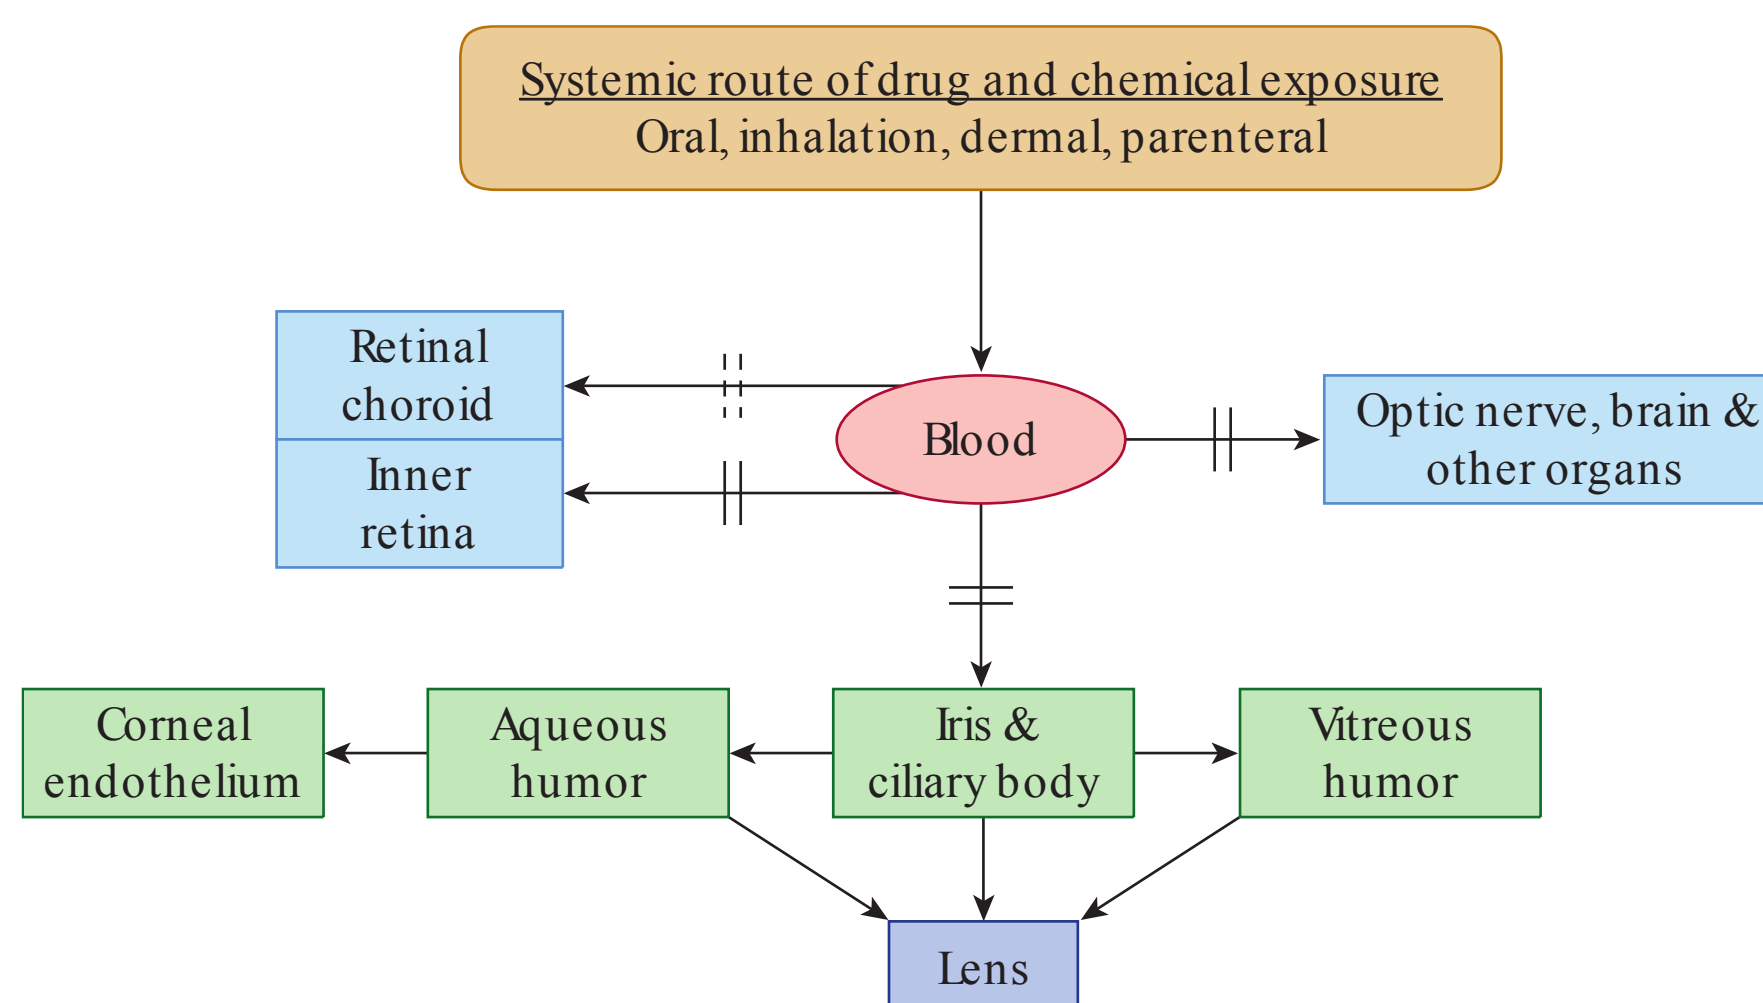 Systemic route of drug and chemical exposure
Oral, inhalation, dermal, parenteral
Retinal
choroid
Inner
retina
Blood
Optic nerve, brain &
other organs
Corneal
endothelium
Aqueous
humor
Iris &
ciliary body
Vitreous
humor
Lens